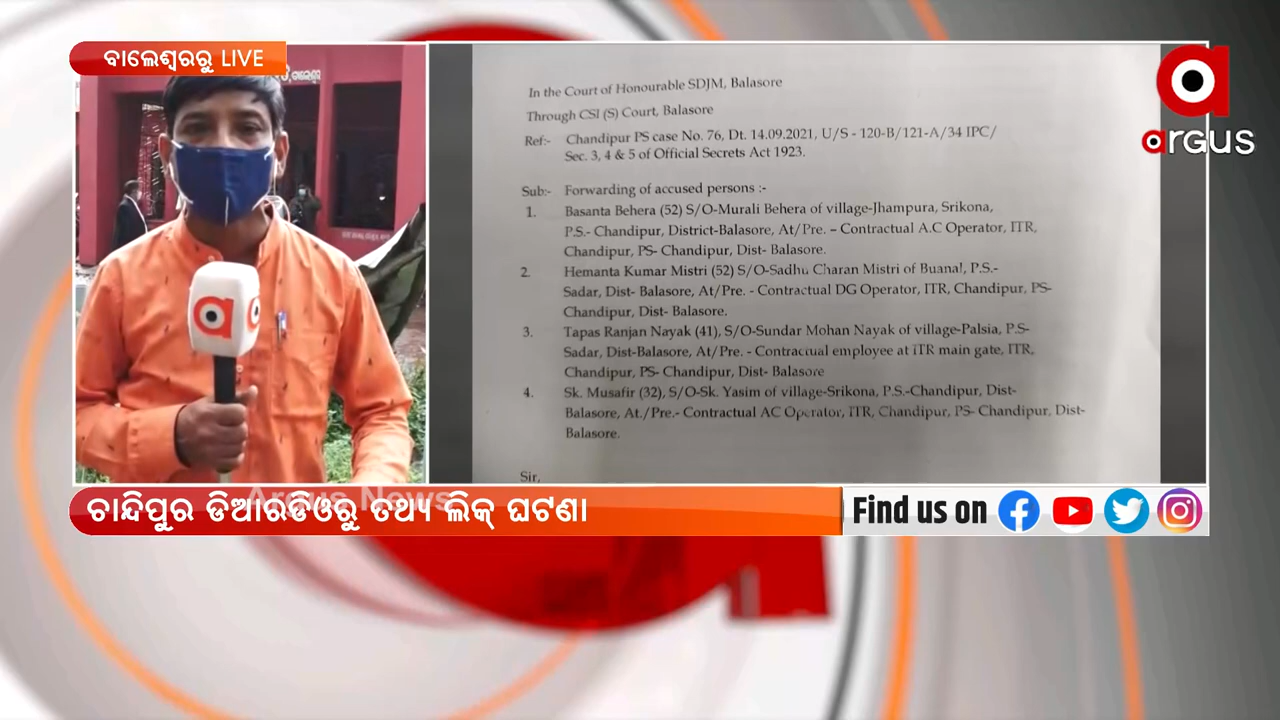 ବାଲେଶ୍ୱରରୁ LIVE
argus
In the Court of Honourable SDJM, Balasore
Through CSI (S) Court, Balasore
Ref:- Chandipur PS case No. 76, Dt. 14.09.2021, U/S - 120-B/121-A/34 IPC/
Sec. 3, 4 & 5 of Official Secrets Act 1923.
Sub:- Forwarding of accused persons :-
1. Basanta Behera (52) S/O-Murali Behera of village-Jhampura, Srikona,
P.S.- Chandipur, District-Balasore, At/Pre. – Contractual A.C Operator, ITR,
Chandipur, PS- Chandipur, Dist- Balasore.
2. Hemanta Kumar Mistri (52) S/O-Sadhu Charan Mistri of Buanal, P.S.-
Sadar, Dist- Balasore, At/Pre. - Contractual DG Operator, ITR, Chandipur, PS-
Chandipur, Dist- Balasore.
3. Tapas Ranjan Nayak (41), S/O-Sundar Mohan Nayak of village-Palsia, P.S-
Sadar, Dist-Balasore, At/Pre. - Contractual employee at ITR main gate, ITR,
Chandipur, PS- Chandipur, Dist- Balasore
4. Sk. Musafir (32), S/O-Sk. Yasim of village-Srikona, P.S.-Chandipur, Dist-
Balasore, At./Pre.- Contractual AC Operator, ITR, Chandipur, PS- Chandipur, Dist-
Balasore.
Sir,
Argus News
ଚାନ୍ଦିପୁର ଡିଆରଡିଓରୁ ତଥ୍ୟ ଲିକ୍ ଘଟଣା
Find us on